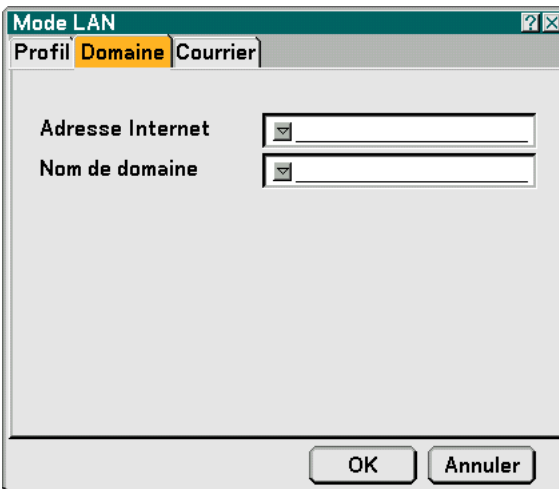 Mode LAN
Profil Domaine Courrier
Adresse Internet
Nom de domaine
OK Annuler